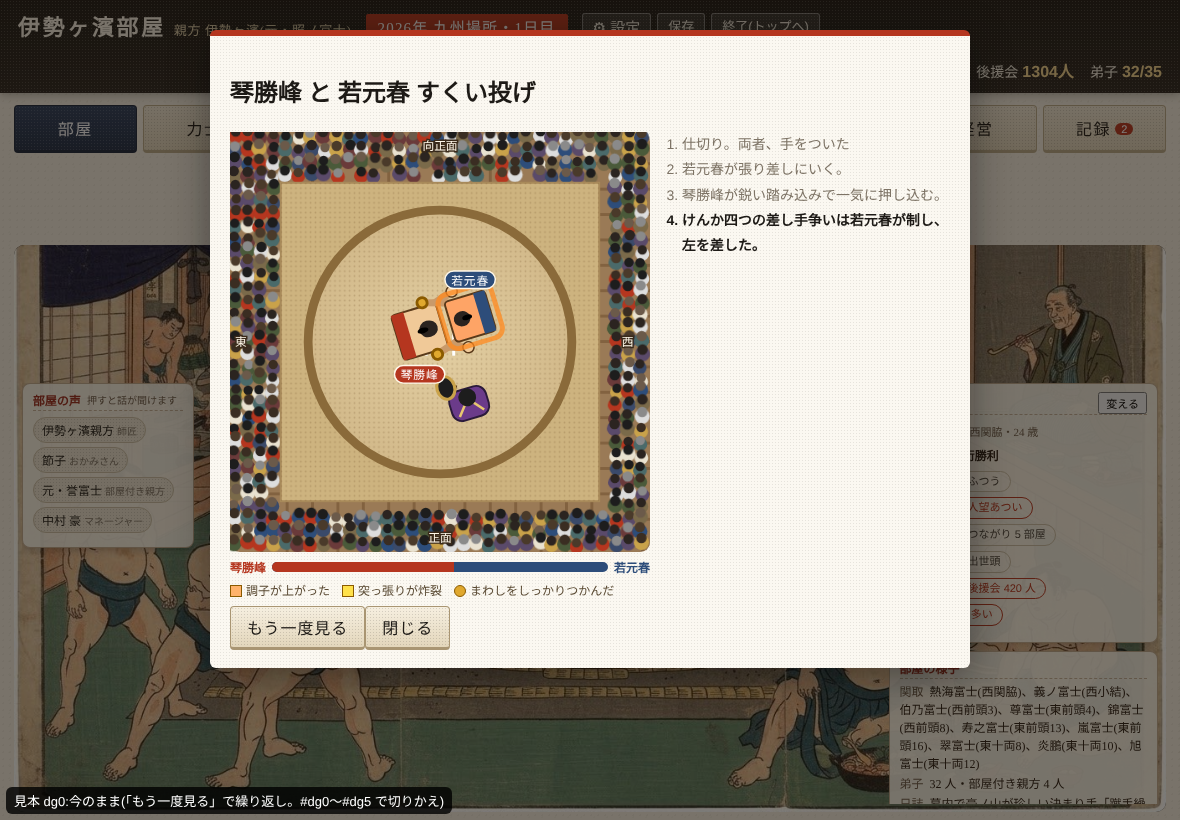 伊勢ヶ濱部屋
2026年 九州場所・1日目
設定
保存
終了(トップへ)
後援会 1304人 弟子 32/35
部屋
記録 2
琴勝峰 と 若元春 すくい投げ
向正面
東
西
正面
若元春
琴勝峰
1. 仕切り。両者、手をついた
2. 若元春が張り差しにいく。
3. 琴勝峰が鋭い踏み込みで一気に押し込む。
4. けんか四つの差し手争いは若元春が制し、
左を差した。
琴勝峰 若元春
調子が上がった 突っ張りが炸裂 まわしをしっかりつかんだ
もう一度見る 閉じる
部屋の声 押すと話が聞けます
伊勢ヶ濱親方 師匠
節子 おかみさん
元・誉富士 部屋付き親方
中村 豪 マネージャー
変える
西関脇・24 歳
勝利
ふつう
人望あつい
つながり 5 部屋
出世頭
後援会 420 人
多い
部屋の様子
関取 熱海富士(西関脇)、義ノ富士(西小結)、
伯乃富士(西前頭3)、尊富士(東前頭4)、錦富士
(西前頭8)、寿之富士(東前頭13)、嵐富士(東前
頭16)、翠富士(東十両8)、炎鵬(東十両10)、旭
富士(東十両12)
弟子 32 人・部屋付き親方 4 人
見本 dg0:今のまま(「もう一度見る」で繰り返し。#dg0〜#dg5 で切りかえ)